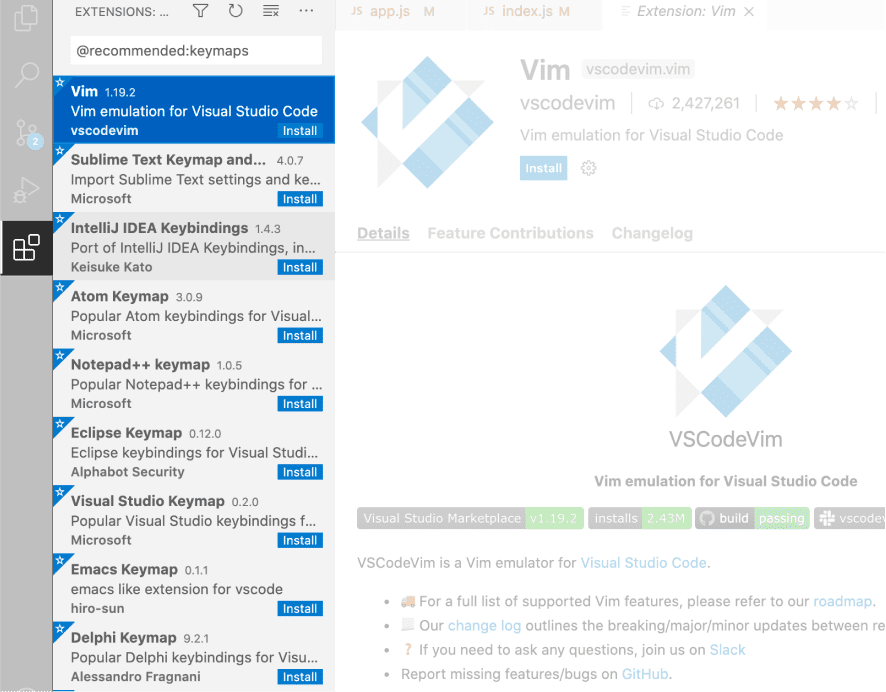 EXTENSIONS: ...
@recommended:keymaps
Vim 1.19.2
Vim emulation for Visual Studio Code
vscodevim Install
Sublime Text Keymap and... 4.0.7
Import Sublime Text settings and ke...
Microsoft Install
IntelliJ IDEA Keybindings 1.4.3
Port of IntelliJ IDEA Keybindings, in...
Keisuke Kato Install
Atom Keymap 3.0.9
Popular Atom keybindings for Visual...
Microsoft Install
Notepad++ keymap 1.0.5
Popular Notepad++ keybindings for ...
Microsoft Install
Eclipse Keymap 0.12.0
Eclipse keybindings for Visual Studi...
Alphabot Security Install
Visual Studio Keymap 0.2.0
Popular Visual Studio keybindings f...
Microsoft Install
Emacs Keymap 0.1.1
emacs like extension for vscode
hiro-sun Install
Delphi Keymap 9.2.1
Popular Delphi keybindings for Visu...
Alessandro Fragnani Install
2
JS app.js M JS index.js M Extension: Vim
Vim vscodevim.vim
vscodevim 2,427,261
Vim emulation for Visual Studio Code
Install
Details Feature Contributions Changelog
VSCodeVim
Vim emulation for Visual Studio Code
Visual Studio Marketplace v1.19.2 installs 2.43M build passing vscodev
VSCodeVim is a Vim emulator for Visual Studio Code.
• For a full list of supported Vim features, please refer to our roadmap.
• Our change log outlines the breaking/major/minor updates between re
• ? If you need to ask any questions, join us on Slack
• Report missing features/bugs on GitHub.